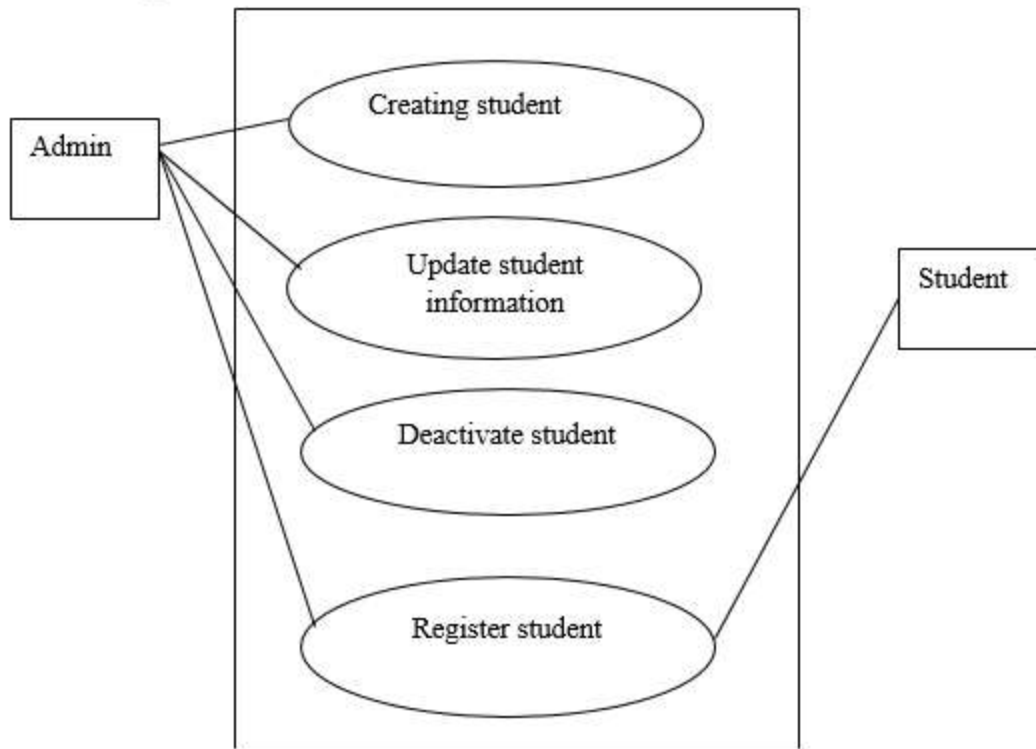 Creating student
Admin
Update student
information
Student
Deactivate student
Register student